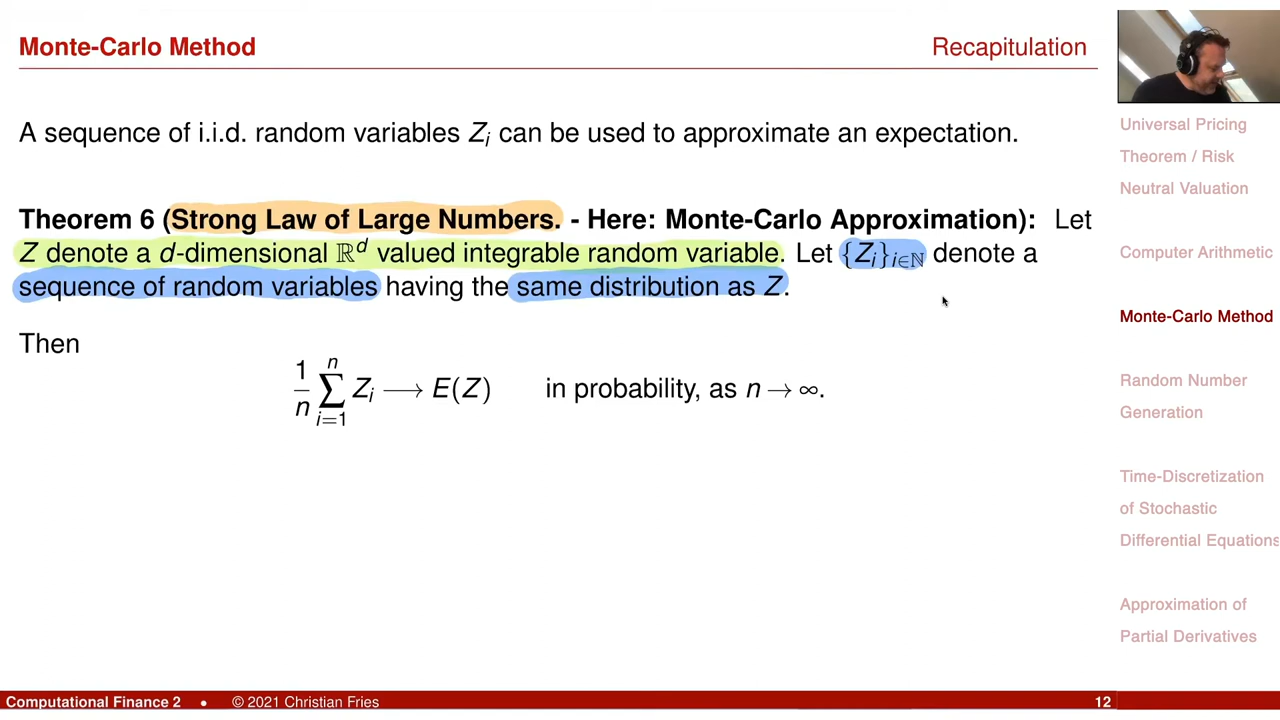 Monte-Carlo Method
Recapitulation
A sequence of i.i.d. random variables Zᵢ can be used to approximate an expectation.
Theorem 6 (Strong Law of Large Numbers. - Here: Monte-Carlo Approximation): Let
Z denote a d-dimensional ℝᵈ valued integrable random variable. Let {Zᵢ}ᵢ∈ℕ denote a
sequence of random variables having the same distribution as Z.
Then
1/n ∑ᵢ₌₁ⁿ Zᵢ ⟶ E(Z) in probability, as n → ∞.
Universal Pricing
Theorem / Risk
Neutral Valuation
Computer Arithmetic
Monte-Carlo Method
Random Number
Generation
Time-Discretization
of Stochastic
Differential Equations
Approximation of
Partial Derivatives
Computational Finance 2 • © 2021 Christian Fries 12